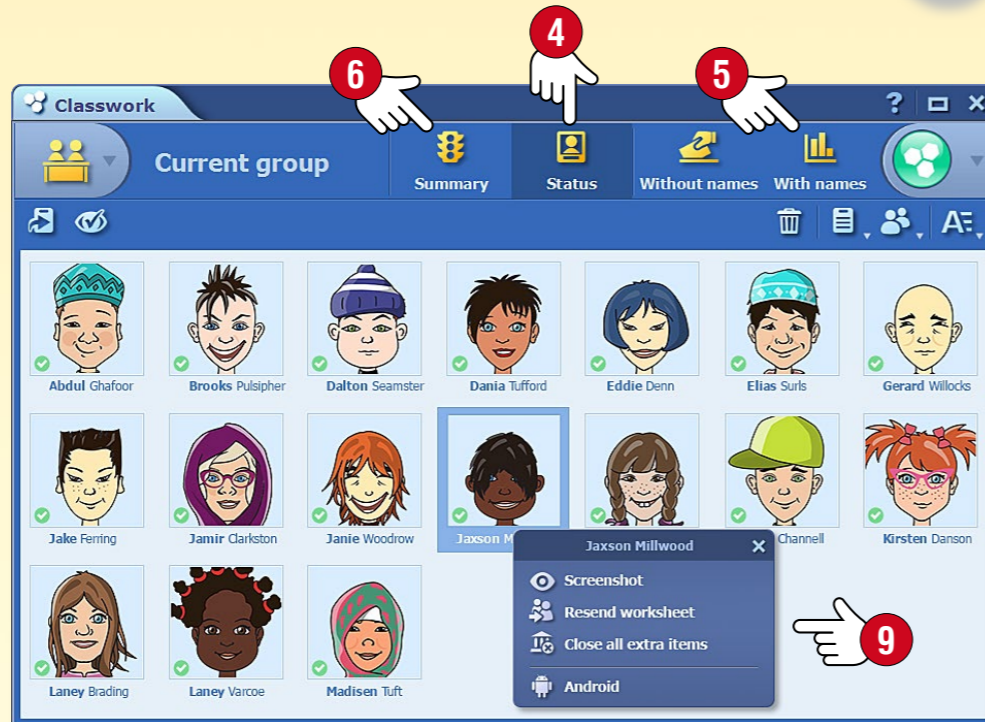 4
6
5
Classwork
?
Current group
Summary
Status
Without names
With names
Abdul Ghafoor
Brooks Pulsipher
Dalton Seamster
Dania Tufford
Eddie Denn
Elias Surls
Gerard Willocks
Jake Ferring
Jamir Clarkston
Janie Woodrow
Jaxson M
Channell
Kirsten Danson
Jaxson Millwood
Screenshot
Resend worksheet
Close all extra items
Android
9
Laney Brading
Laney Varcoe
Madisen Tuft